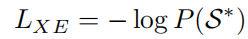 L_{XE} = − log P(𝒮*)